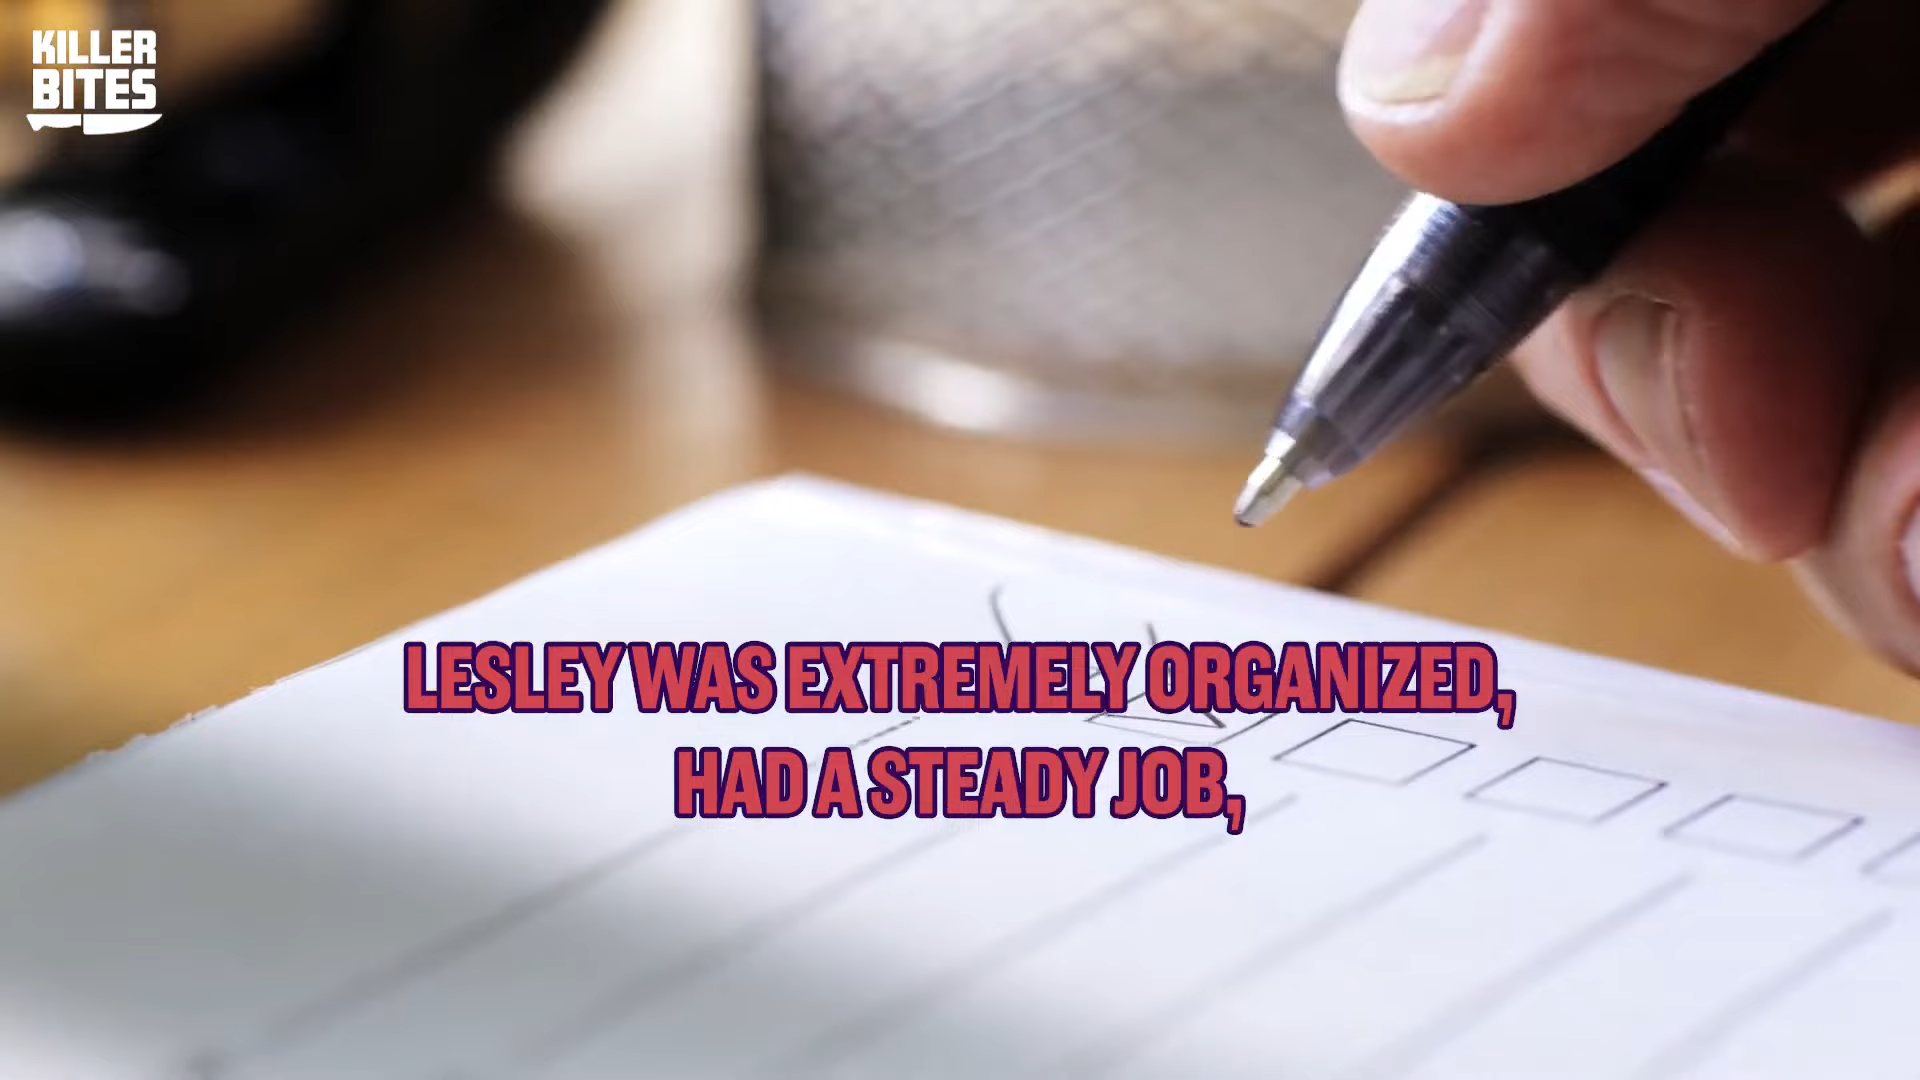 KILLER
BITES
LESLEY WAS EXTREMELY ORGANIZED,
HAD A STEADY JOB,